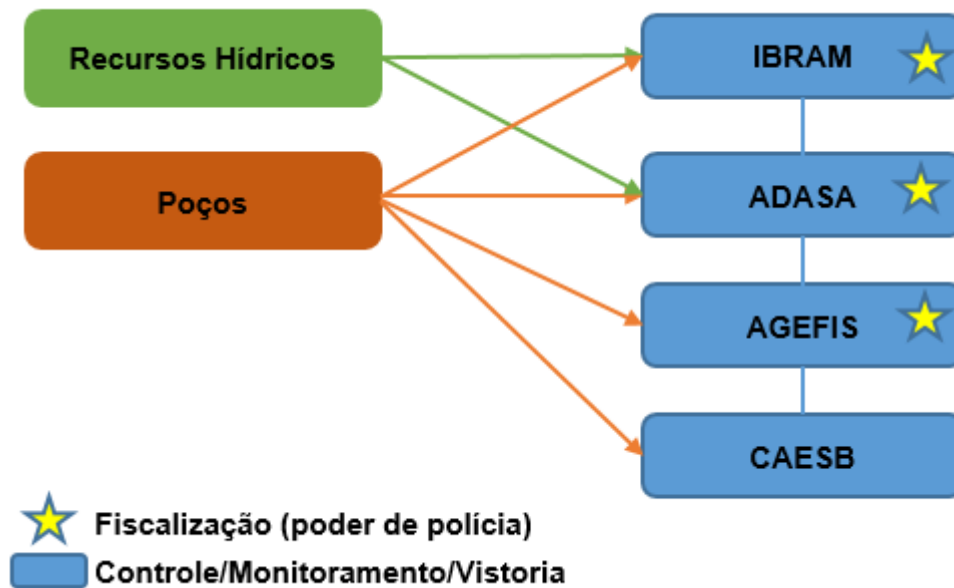 Recursos Hídricos
IBRAM
Poços
ADASA
AGEFIS
CAESB
Fiscalização (poder de polícia)
Controle/Monitoramento/Vistoria